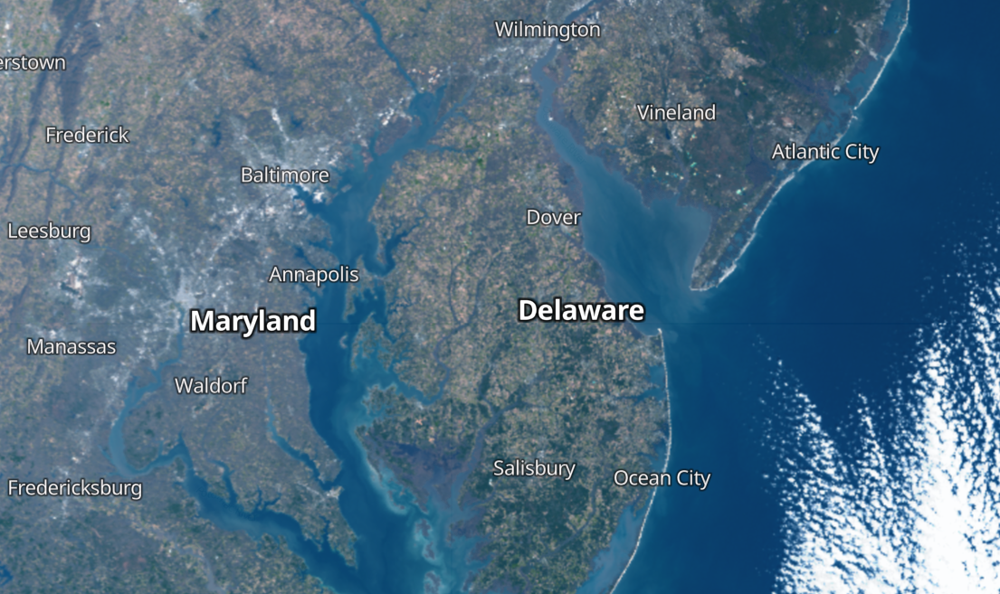 Wilmington
erstown
Vineland
Frederick
Atlantic City
Baltimore
Dover
Leesburg
Annapolis
Delaware
Maryland
Manassas
Waldorf
Salisbury
Ocean City
Fredericksburg